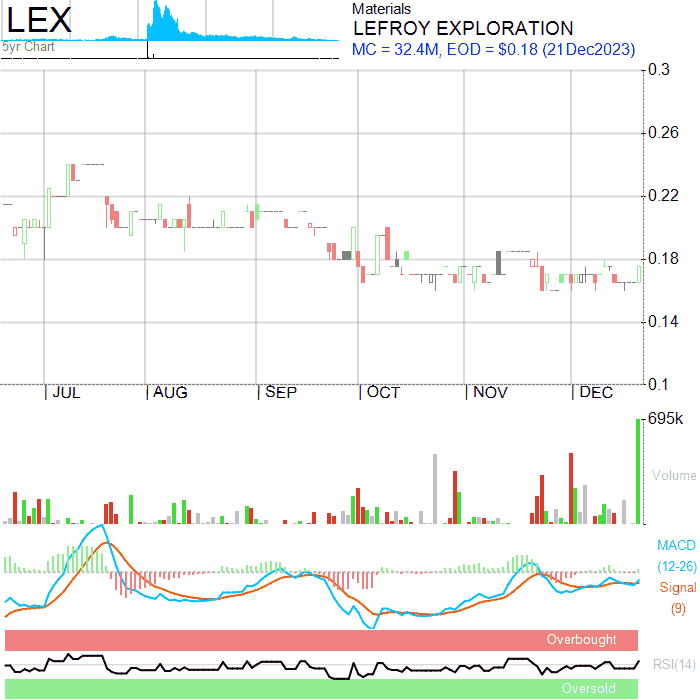 LEX
5yr Chart
Materials
LEFROY EXPLORATION
MC = 32.4M, EOD = $0.18 (21Dec2023)
0.3
0.26
0.22
0.18
0.14
0.1
JUL AUG SEP OCT NOV DEC
695k
Volume
MACD
(12-26)
Signal
(9)
Overbought
RSI(14)
Oversold